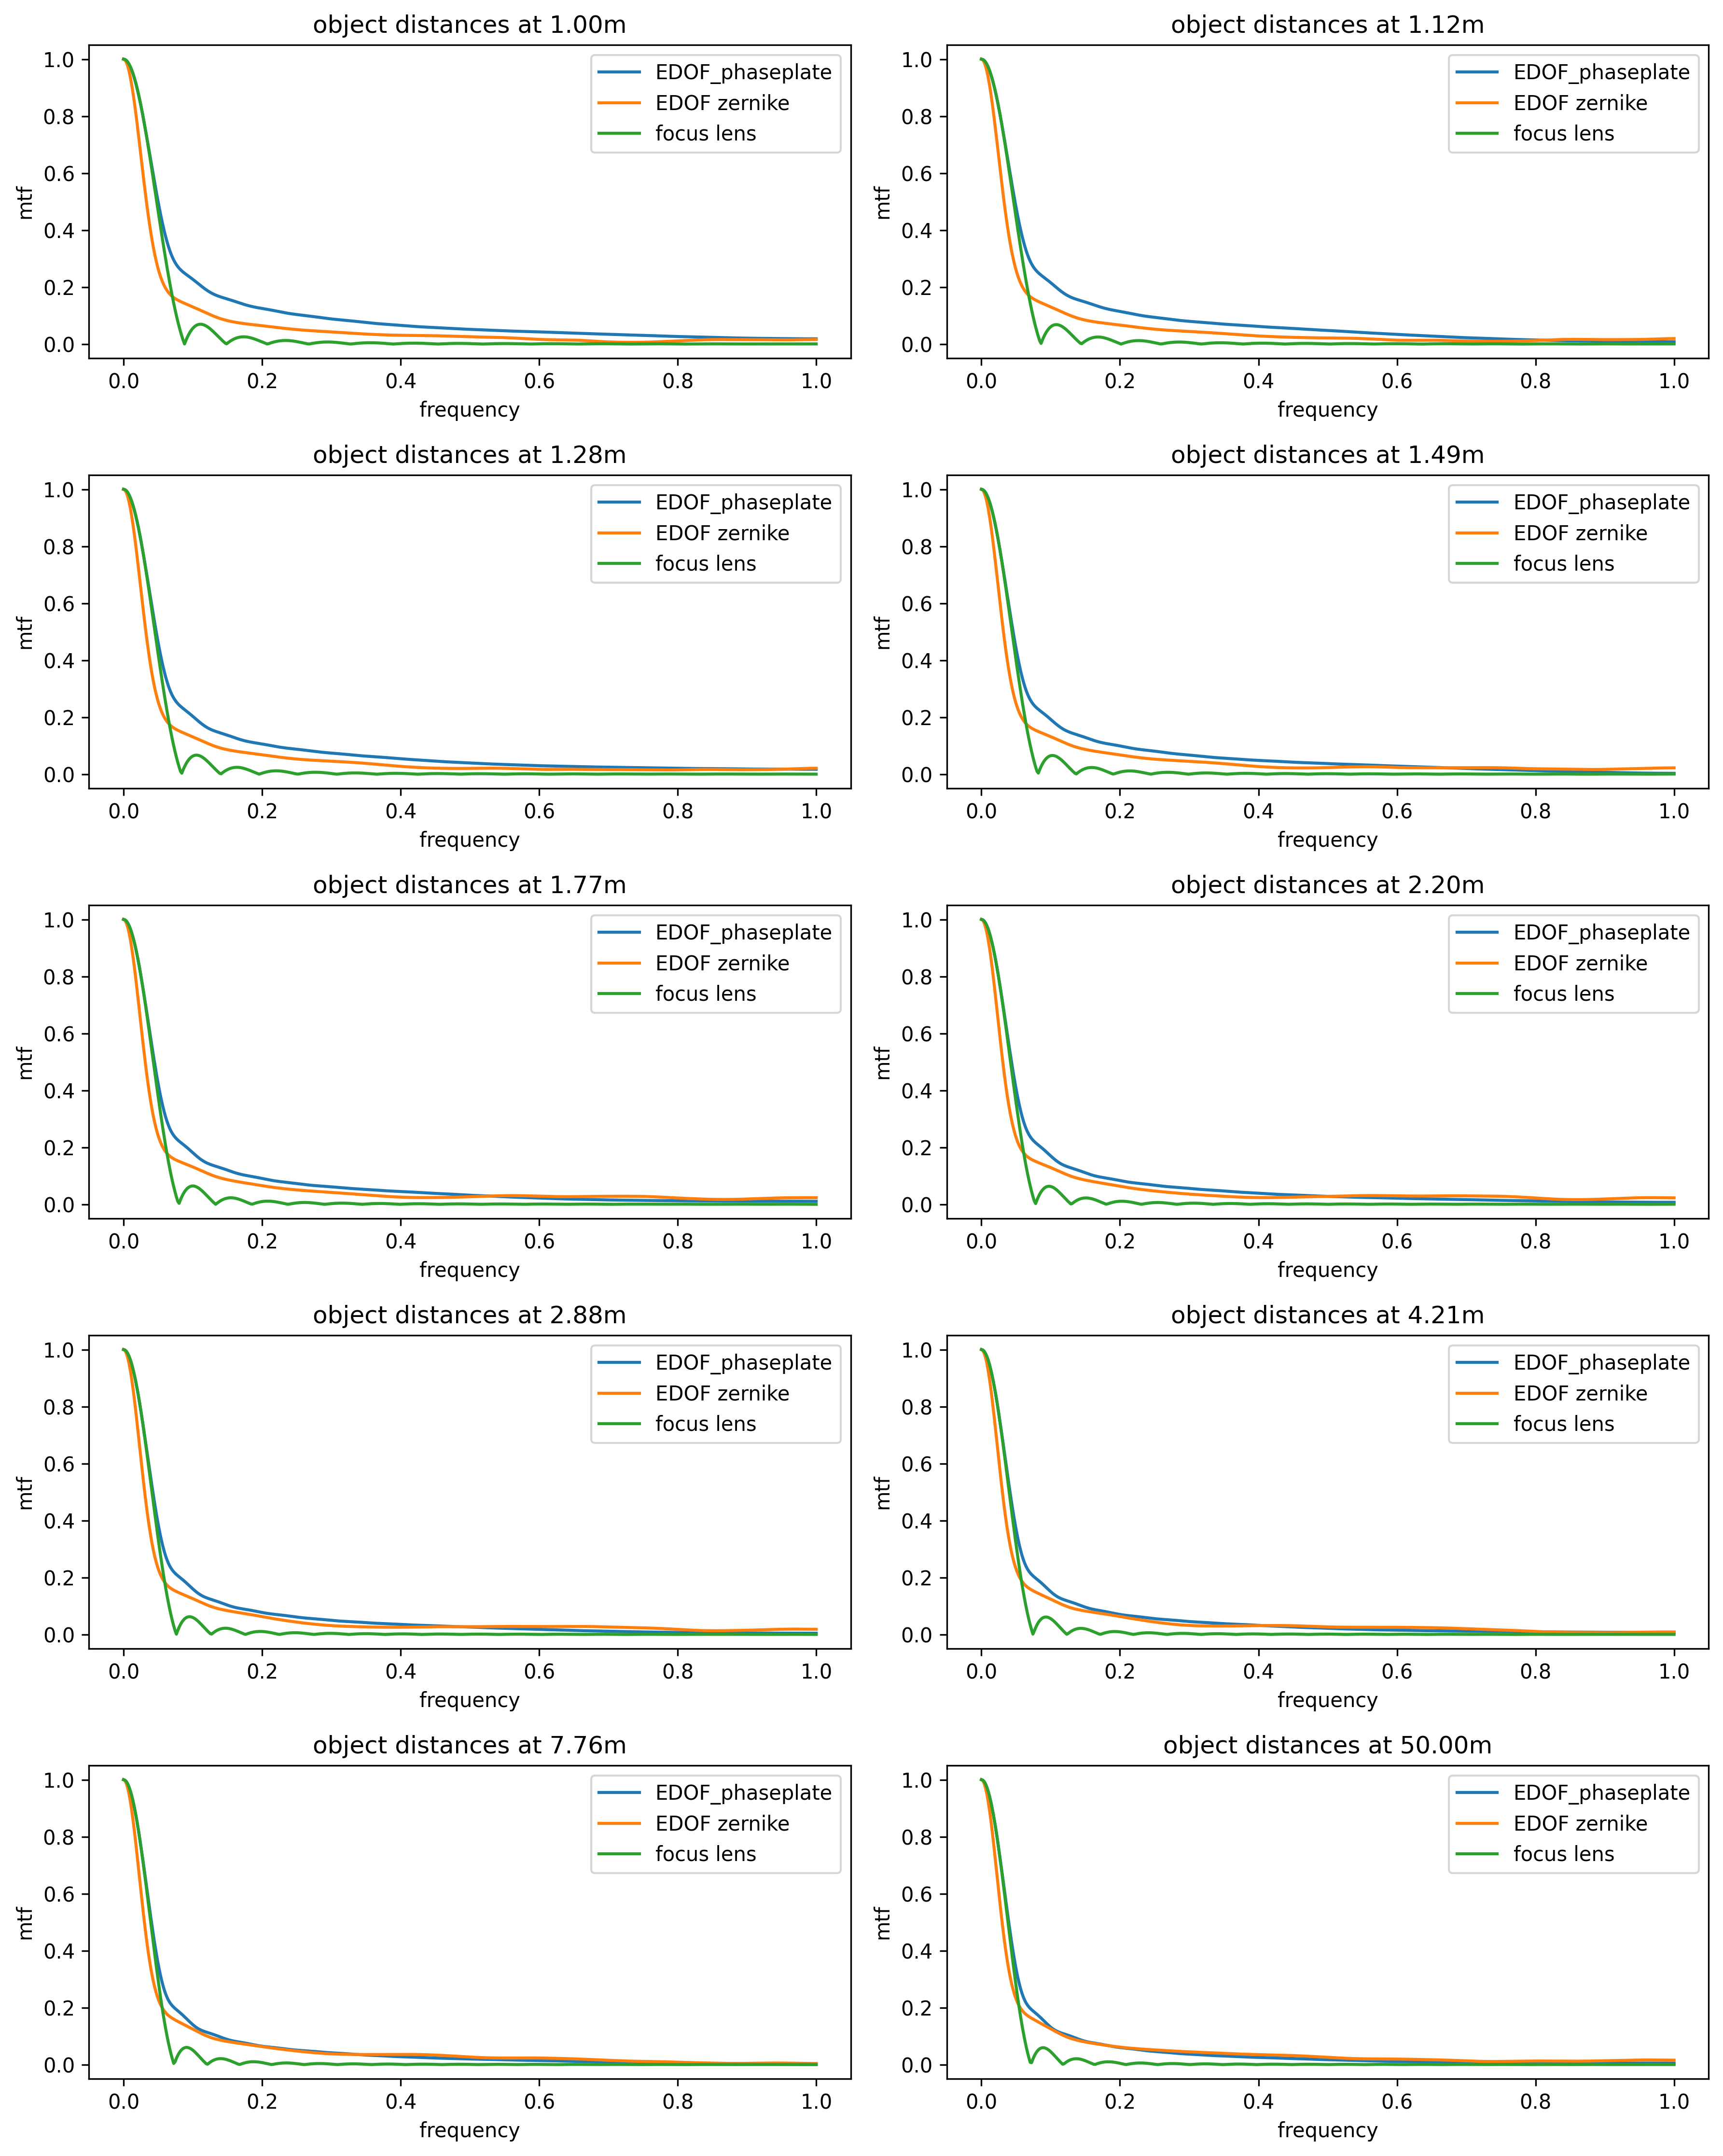 object distances at 1.00m
1.0
0.8
0.6
0.4
0.2
0.0
mtf
EDOF_phaseplate
EDOF zernike
focus lens
0.0 0.2 0.4 0.6 0.8 1.0
frequency
object distances at 1.12m
1.0
0.8
0.6
0.4
0.2
0.0
mtf
EDOF_phaseplate
EDOF zernike
focus lens
0.0 0.2 0.4 0.6 0.8 1.0
frequency
object distances at 1.28m
1.0
0.8
0.6
0.4
0.2
0.0
mtf
EDOF_phaseplate
EDOF zernike
focus lens
0.0 0.2 0.4 0.6 0.8 1.0
frequency
object distances at 1.49m
1.0
0.8
0.6
0.4
0.2
0.0
mtf
EDOF_phaseplate
EDOF zernike
focus lens
0.0 0.2 0.4 0.6 0.8 1.0
frequency
object distances at 1.77m
1.0
0.8
0.6
0.4
0.2
0.0
mtf
EDOF_phaseplate
EDOF zernike
focus lens
0.0 0.2 0.4 0.6 0.8 1.0
frequency
object distances at 2.20m
1.0
0.8
0.6
0.4
0.2
0.0
mtf
EDOF_phaseplate
EDOF zernike
focus lens
0.0 0.2 0.4 0.6 0.8 1.0
frequency
object distances at 2.88m
1.0
0.8
0.6
0.4
0.2
0.0
mtf
EDOF_phaseplate
EDOF zernike
focus lens
0.0 0.2 0.4 0.6 0.8 1.0
frequency
object distances at 4.21m
1.0
0.8
0.6
0.4
0.2
0.0
mtf
EDOF_phaseplate
EDOF zernike
focus lens
0.0 0.2 0.4 0.6 0.8 1.0
frequency
object distances at 7.76m
1.0
0.8
0.6
0.4
0.2
0.0
mtf
EDOF_phaseplate
EDOF zernike
focus lens
0.0 0.2 0.4 0.6 0.8 1.0
frequency
object distances at 50.00m
1.0
0.8
0.6
0.4
0.2
0.0
mtf
EDOF_phaseplate
EDOF zernike
focus lens
0.0 0.2 0.4 0.6 0.8 1.0
frequency